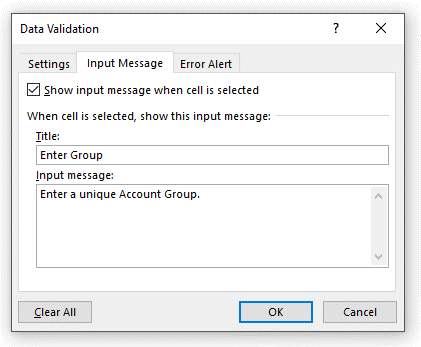 Data Validation ?
Settings Input Message Error Alert
Show input message when cell is selected
When cell is selected, show this input message:
Title:
Enter Group
Input message:
Enter a unique Account Group.
Clear All OK Cancel